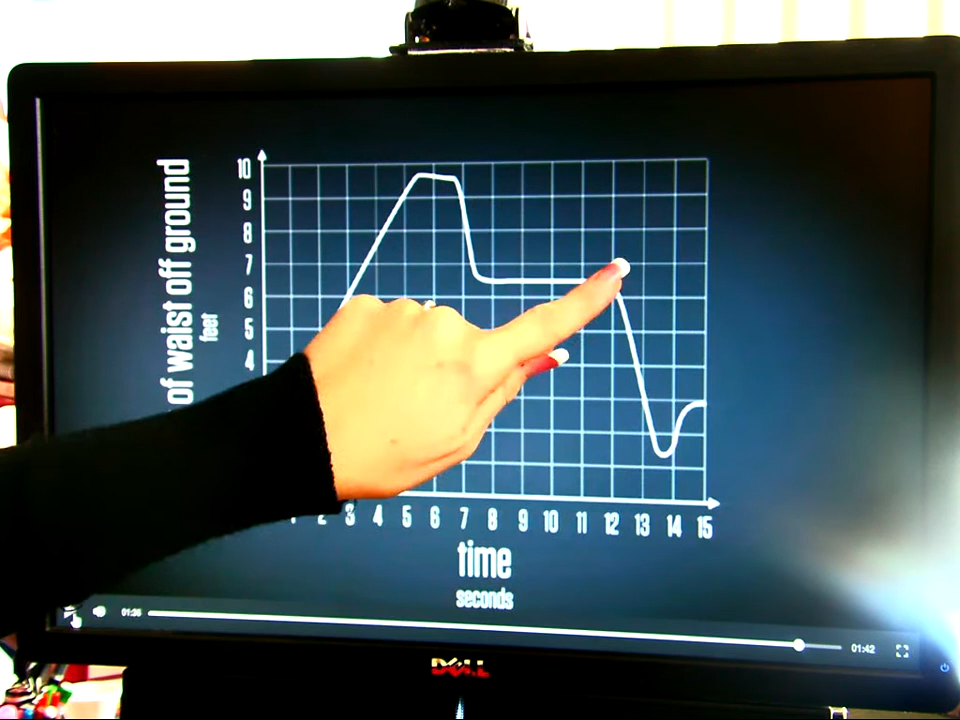 of waist off ground
feet
10
9
8
7
6
5
4
2 3 4 5 6 7 8 9 10 11 12 13 14 15
time
seconds
01:36
01:42
DELL